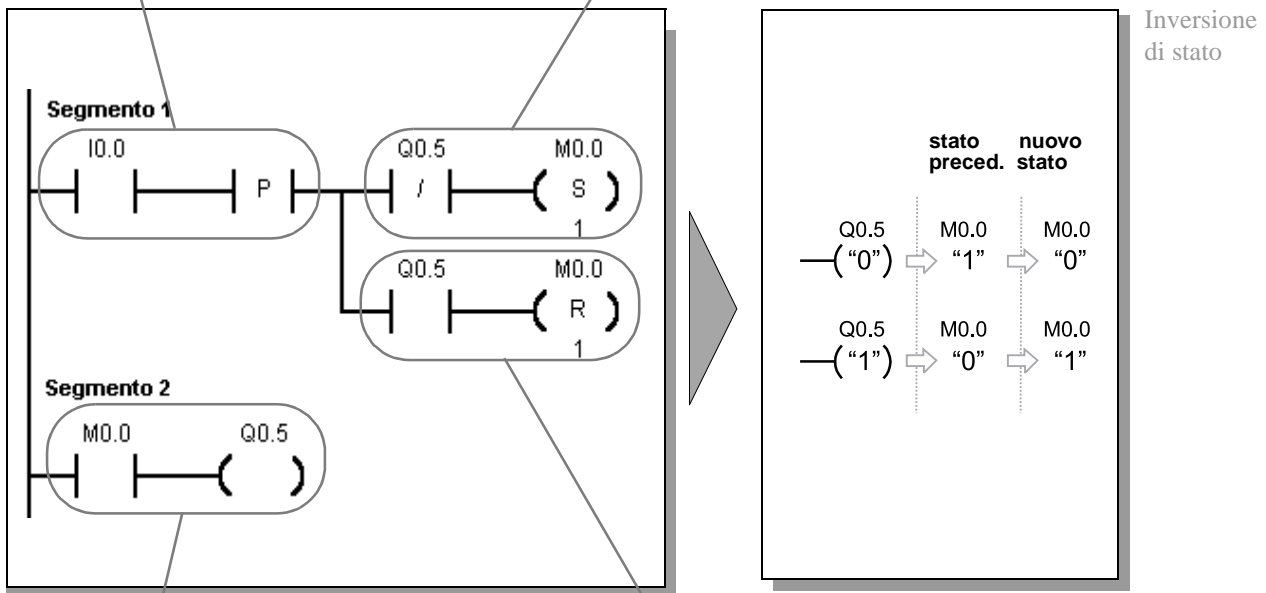 Inversione
di stato
Segmento 1
I0.0 Q0.5 M0.0
P / S
1
Q0.5 M0.0
R
1
Segmento 2
M0.0 Q0.5
stato nuovo
preced. stato
Q0.5 M0.0 M0.0
(“0”) “1” “0”
Q0.5 M0.0 M0.0
(“1”) “0” “1”